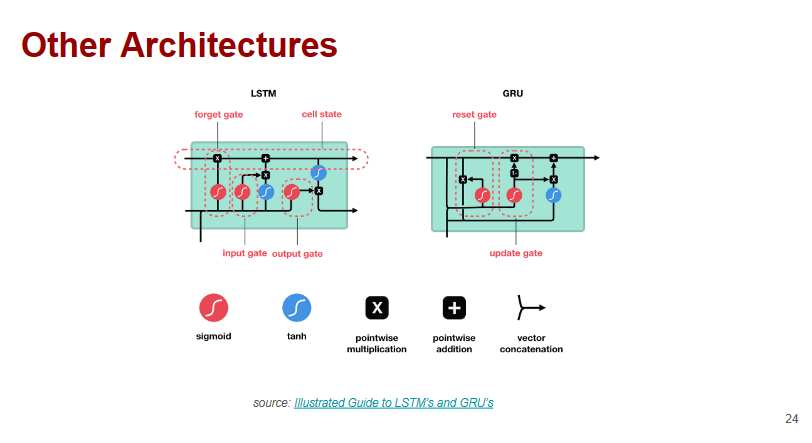 Other Architectures
LSTM
GRU
forget gate
cell state
reset gate
input gate
output gate
update gate
sigmoid
tanh
pointwise
multiplication
pointwise
addition
vector
concatenation
source: Illustrated Guide to LSTM's and GRU's
24